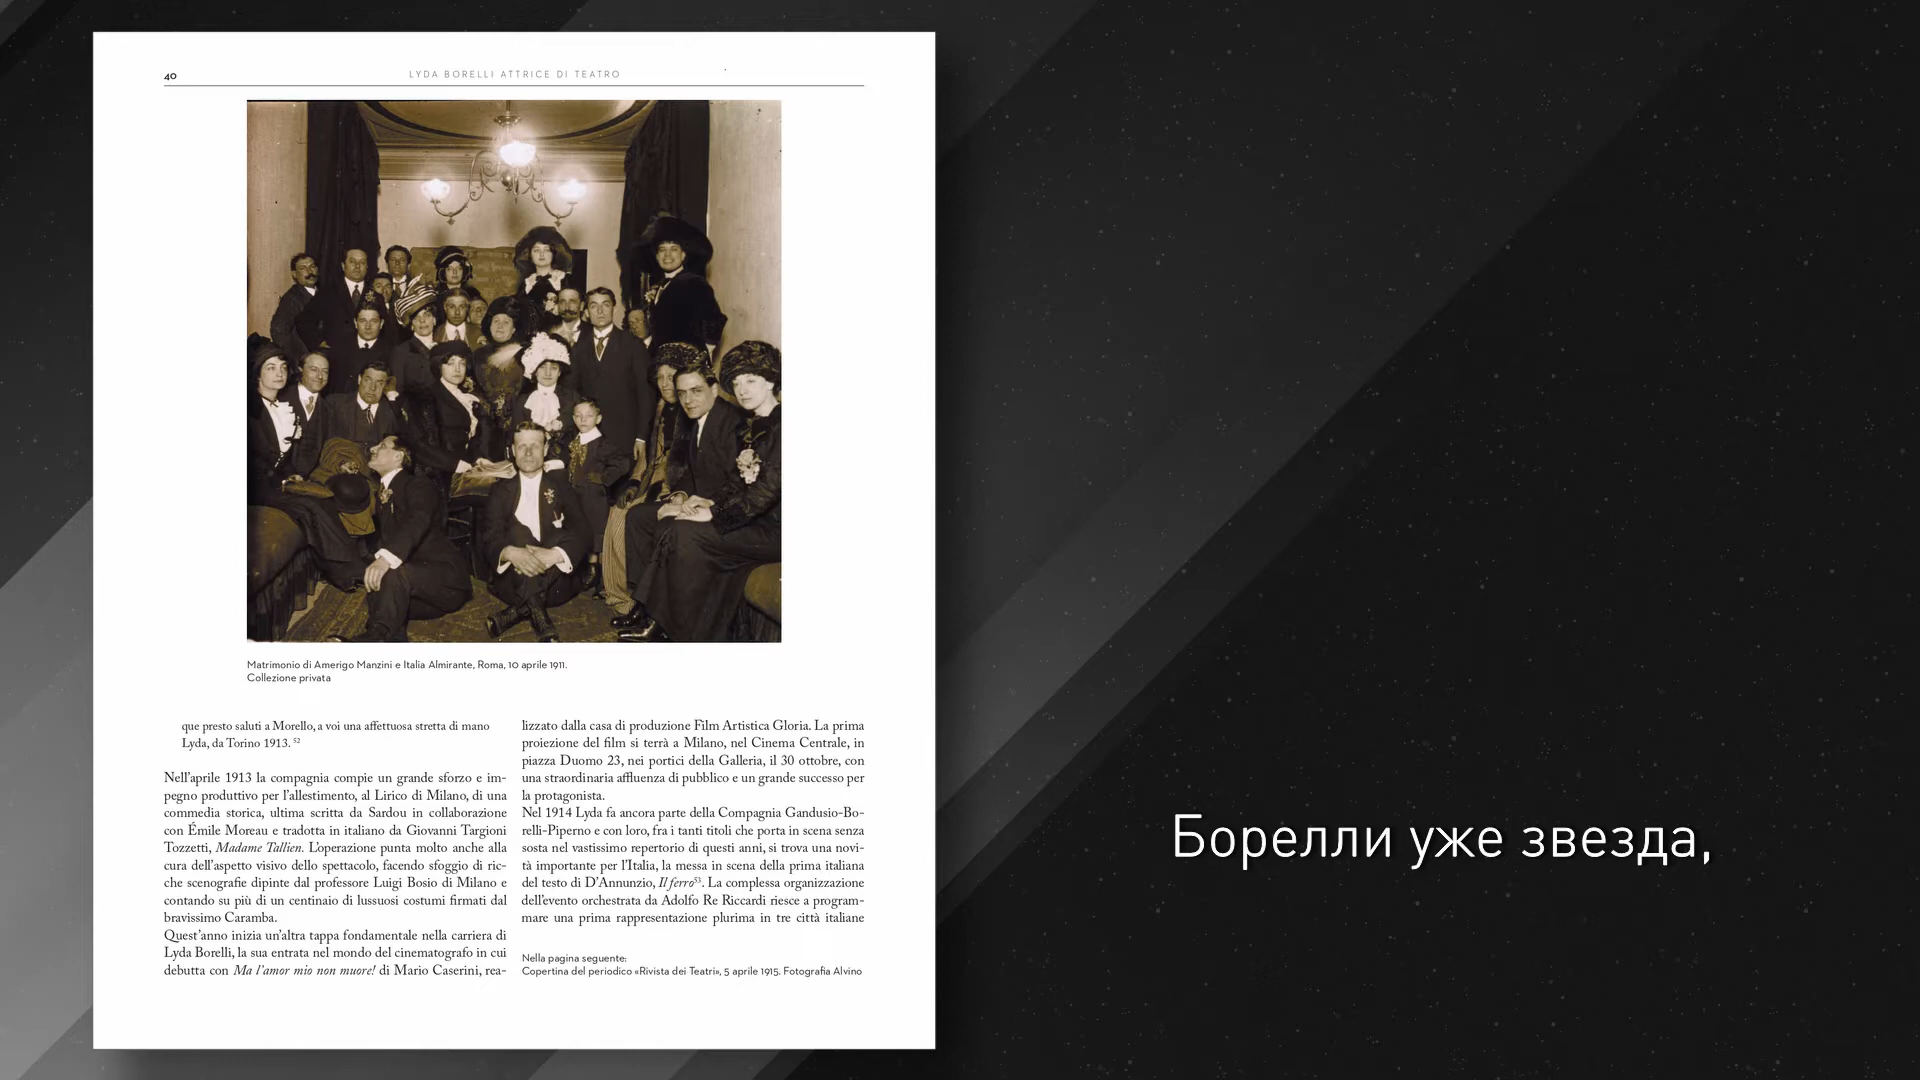 40
LYDA BORELLI ATTRICE DI TEATRO
Matrimonio di Amerigo Manzini e Italia Almirante, Roma, 10 aprile 1911.
Collezione privata
que presto saluti a Morello, a voi una affettuosa stretta di mano
Lyda, da Torino 1913. 52
Nell'aprile 1913 la compagnia compie un grande sforzo e im-
pegno produttivo per l'allestimento, al Lirico di Milano, di una
commedia storica, ultima scritta da Sardou in collaborazione
con Émile Moreau e tradotta in italiano da Giovanni Targioni
Tozzetti, Madame Tallien. L'operazione punta molto anche alla
cura dell'aspetto visivo dello spettacolo, facendo sfoggio di ric-
che scenografie dipinte dal professore Luigi Bosio di Milano e
contando su più di un centinaio di lussuosi costumi firmati dal
bravissimo Caramba.
Quest'anno inizia un'altra tappa fondamentale nella carriera di
Lyda Borelli, la sua entrata nel mondo del cinematografo in cui
debutta con Ma l'amor mio non muore! di Mario Caserini, rea-
lizzato dalla casa di produzione Film Artistica Gloria. La prima
proiezione del film si terrà a Milano, nel Cinema Centrale, in
piazza Duomo 23, nei portici della Galleria, il 30 ottobre, con
una straordinaria affluenza di pubblico e un grande successo per
la protagonista.
Nel 1914 Lyda fa ancora parte della Compagnia Gandusio-Bo-
relli-Piperno e con loro, fra i tanti titoli che porta in scena senza
sosta nel vastissimo repertorio di questi anni, si trova una novi-
tà importante per l'Italia, la messa in scena della prima italiana
del testo di D'Annunzio, Il ferro53. La complessa organizzazione
dell'evento orchestrata da Adolfo Re Riccardi riesce a program-
mare una prima rappresentazione plurima in tre città italiane
Nella pagina seguente:
Copertina del periodico «Rivista dei Teatri», 5 aprile 1915. Fotografia Alvino
Борелли уже звезда,